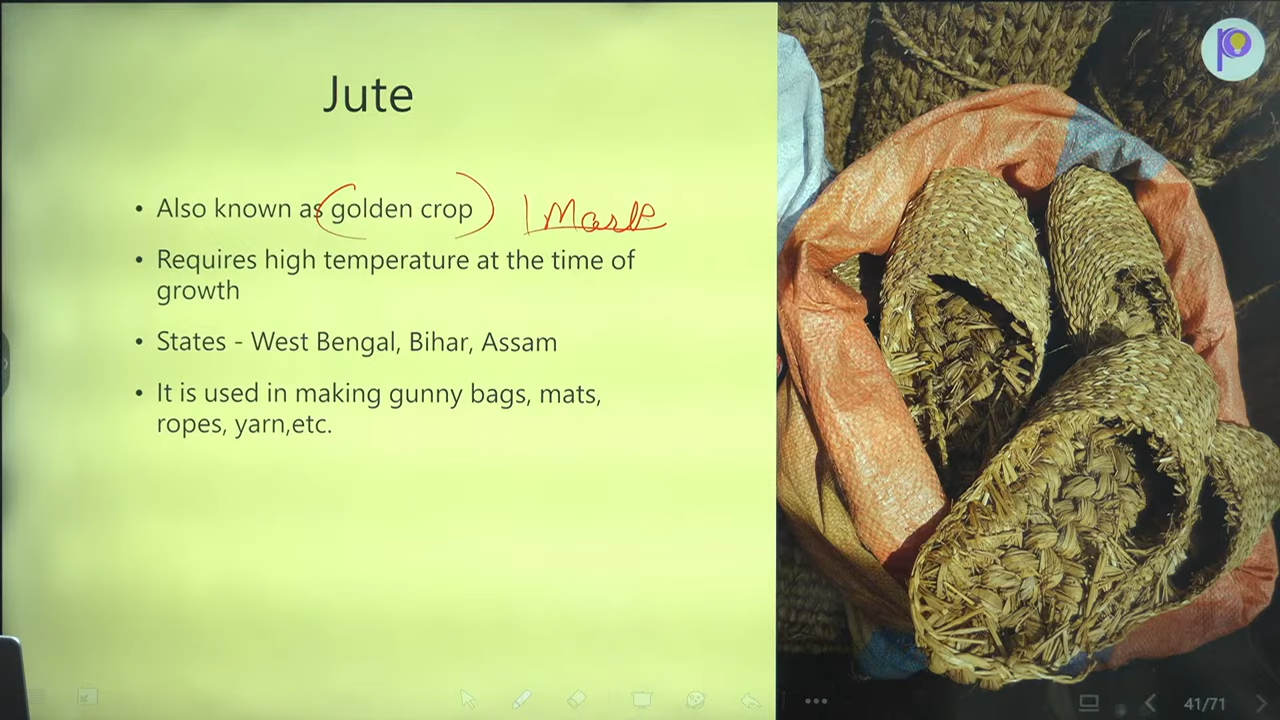 Jute
• Also known as golden crop 1 Mark
• Requires high temperature at the time of
growth
• States - West Bengal, Bihar, Assam
• It is used in making gunny bags, mats,
ropes, yarn,etc.
41/71